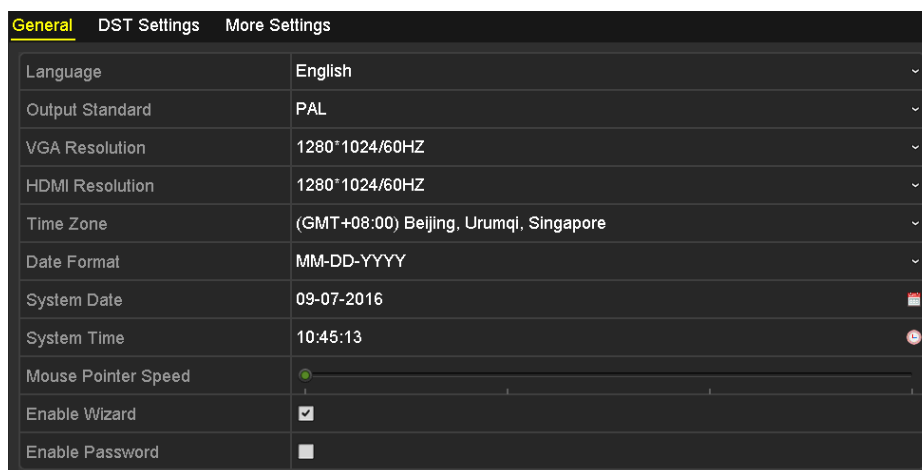 General DST Settings More Settings
Language English
Output Standard PAL
VGA Resolution 1280*1024/60HZ
HDMI Resolution 1280*1024/60HZ
Time Zone (GMT+08:00) Beijing, Urumqi, Singapore
Date Format MM-DD-YYYY
System Date 09-07-2016
System Time 10:45:13
Mouse Pointer Speed
Enable Wizard
Enable Password